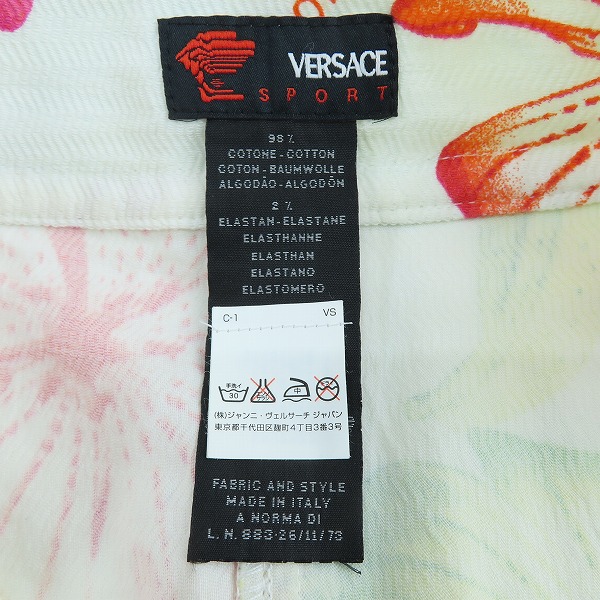 VERSACE
SPORT
98%
COTONE-COTTON
COTON-BAUMWOLLE
ALGODÃO-ALGODÓN
2%
ELASTAN-ELASTANE
ELASTHANNE
ELASTHAN
ELASTANO
ELASTOMERO
C-1 VS
手洗イ
30
中
(株)ジャンニ・ヴェルサーチ ジャパン
東京都千代田区麹町4丁目3番3号
FABRIC AND STYLE
MADE IN ITALY
A NORMA DI
L. N. 883-26/11/73